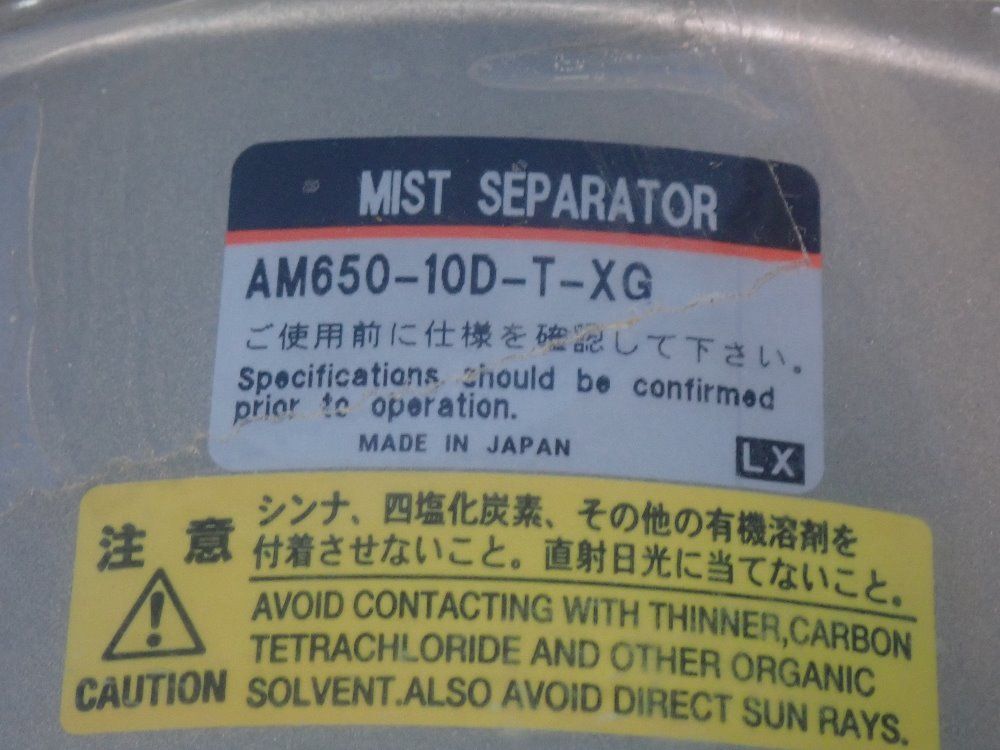 MIST SEPARATOR
AM650-10D-T-XG
ご使用前に仕様を確認して下さい。
Specifications should be confirmed
prior to operation.
MADE IN JAPAN
LX
注意
シンナ、四塩化炭素、その他の有機溶剤を
付着させないこと。直射日光に当てないこと。
CAUTION
AVOID CONTACTING WITH THINNER,CARBON
TETRACHLORIDE AND OTHER ORGANIC
SOLVENT.ALSO AVOID DIRECT SUN RAYS.